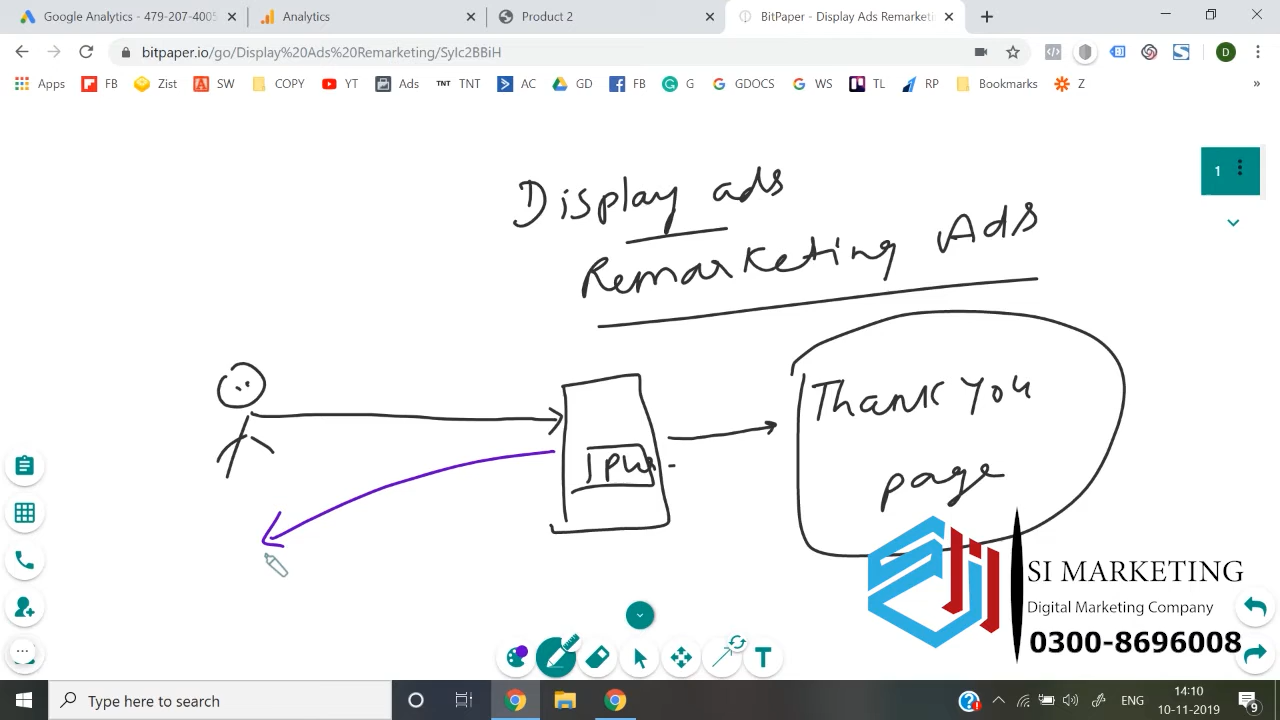 Google Analytics - 479-207-4005
Analytics
Product 2
BitPaper - Display Ads Remarketi
bitpaper.io/go/Display%20Ads%20Remarketing/Sylc2BBiH
D
Apps
FB
Zist
SW
COPY
YT
Ads
TNT TNT
AC
GD
FB
G
GDOCS
WS
TL
RP
Bookmarks
Z
»
1
Display ads
Remarketing Ads
Thank You
page
SI MARKETING
Digital Marketing Company
0300-8696008
T
Type here to search
ENG
14:10
10-11-2019
9